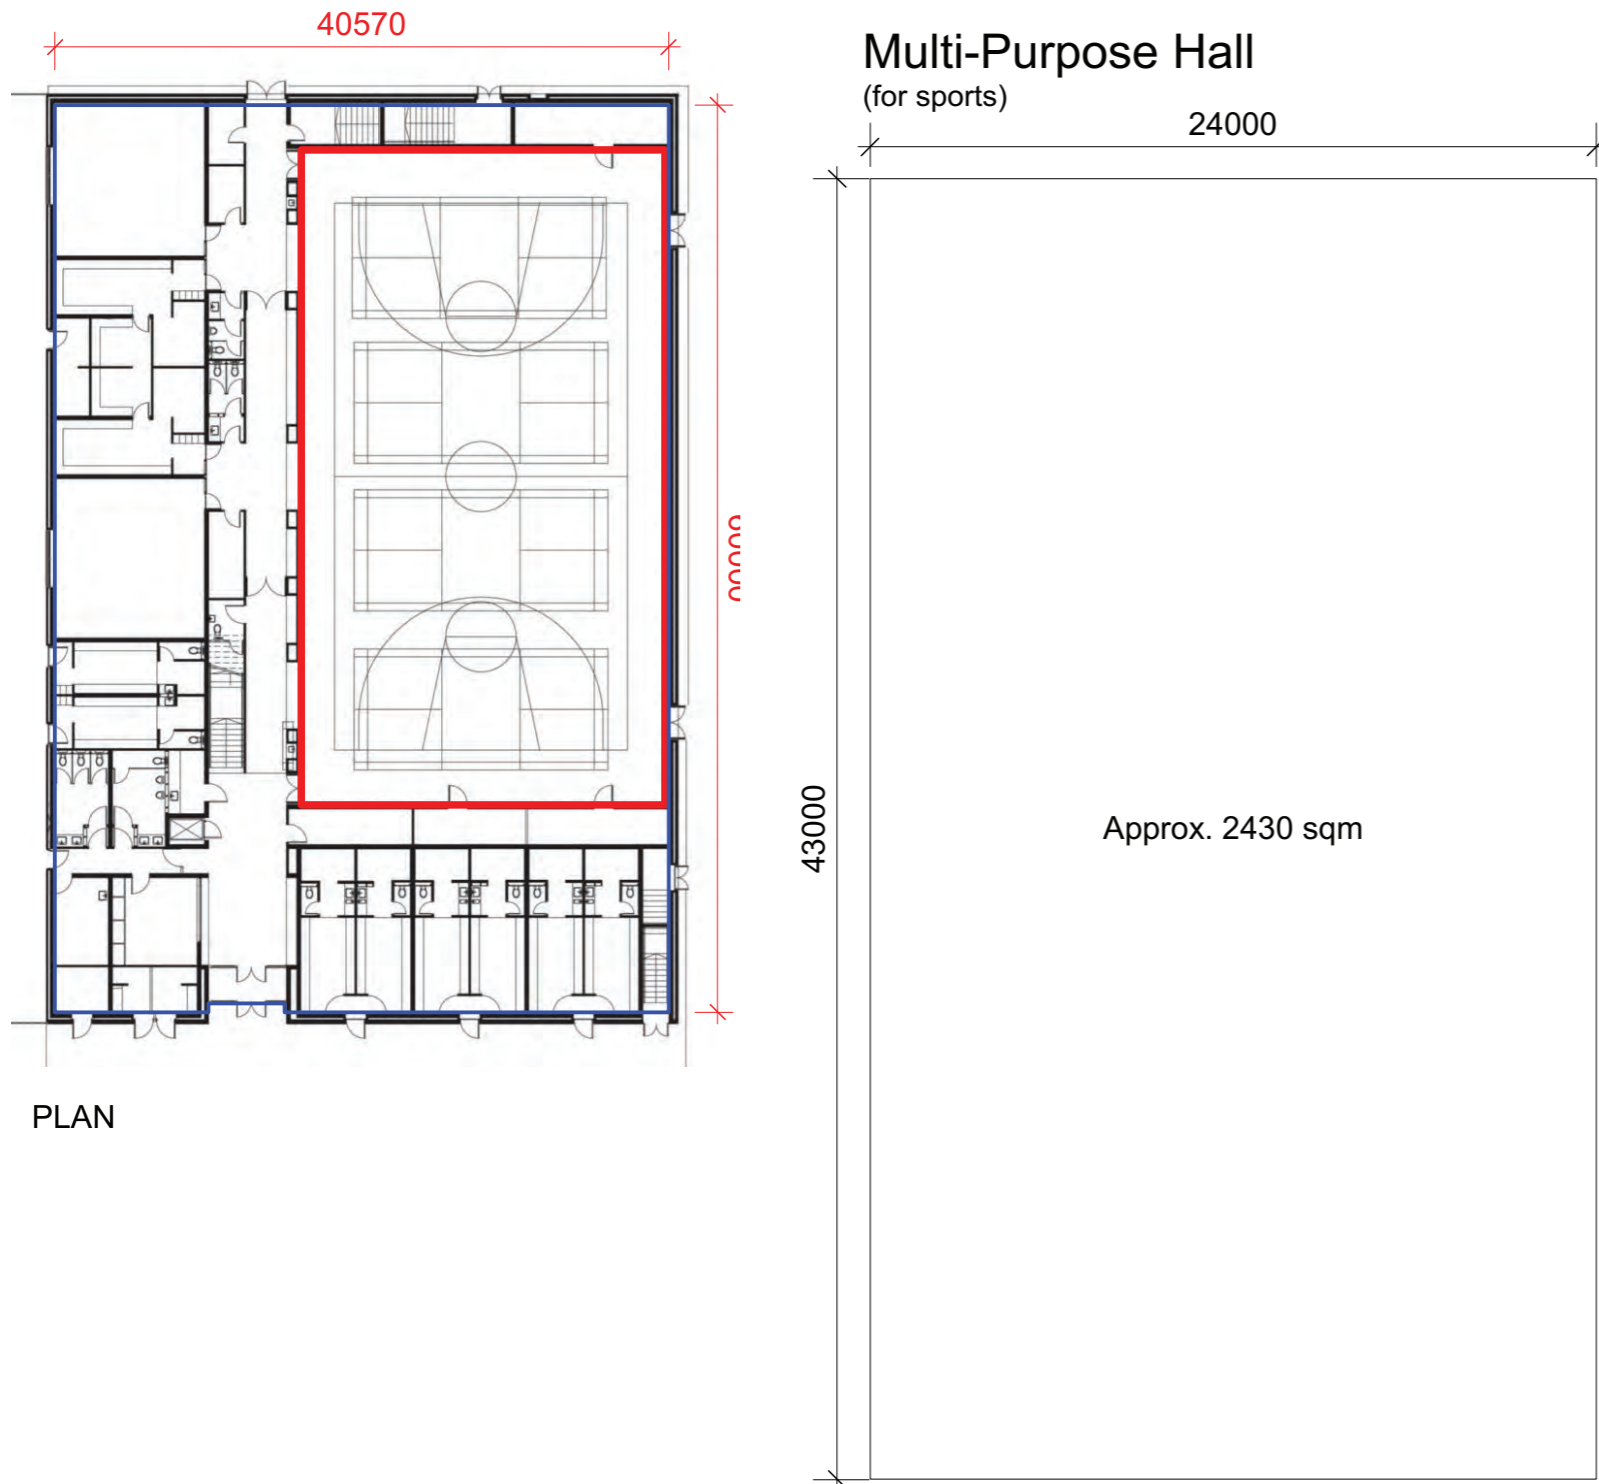 40570
Multi-Purpose Hall
(for sports)
24000
43000
Approx. 2430 sqm
PLAN